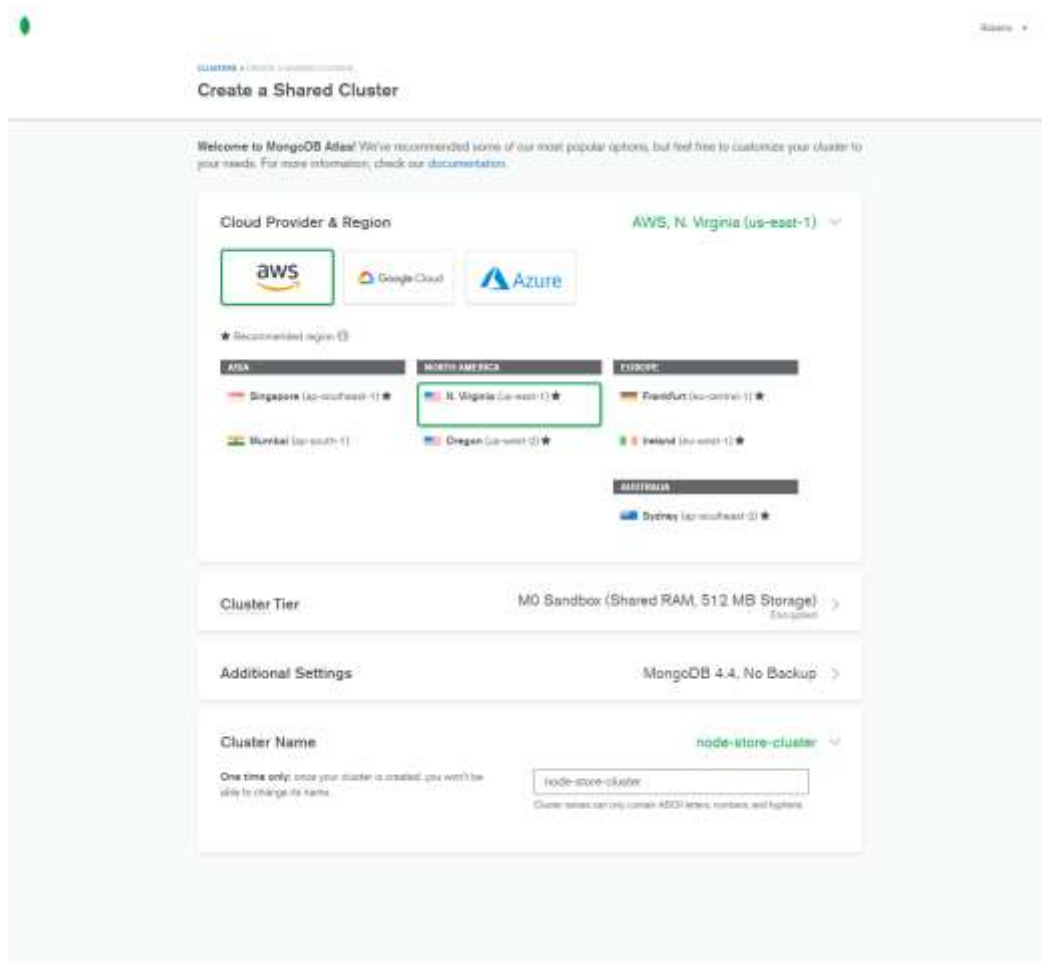 CLUSTERS > CREATE A SHARED CLUSTER
Create a Shared Cluster
Welcome to MongoDB Atlas! We've recommended some of our most popular options, but feel free to customize your cluster to
your needs. For more information, check our documentation.
Cloud Provider & Region
AWS, N. Virginia (us-east-1)
aws
Google Cloud
Azure
★ Recommended region
ASIA
NORTH AMERICA
EUROPE
Singapore (ap-southeast-1) ★
N. Virginia (us-east-1) ★
Frankfurt (eu-central-1) ★
Mumbai (ap-south-1)
Oregon (us-west-2) ★
Ireland (eu-west-1) ★
AUSTRALIA
Sydney (ap-southeast-2) ★
Cluster Tier
M0 Sandbox (Shared RAM, 512 MB Storage)
Encrypted
Additional Settings
MongoDB 4.4, No Backup
Cluster Name
node-store-cluster
One time only: once your cluster is created, you won't be
able to change its name.
node-store-cluster
Cluster names can only contain ASCII letters, numbers, and hyphens.